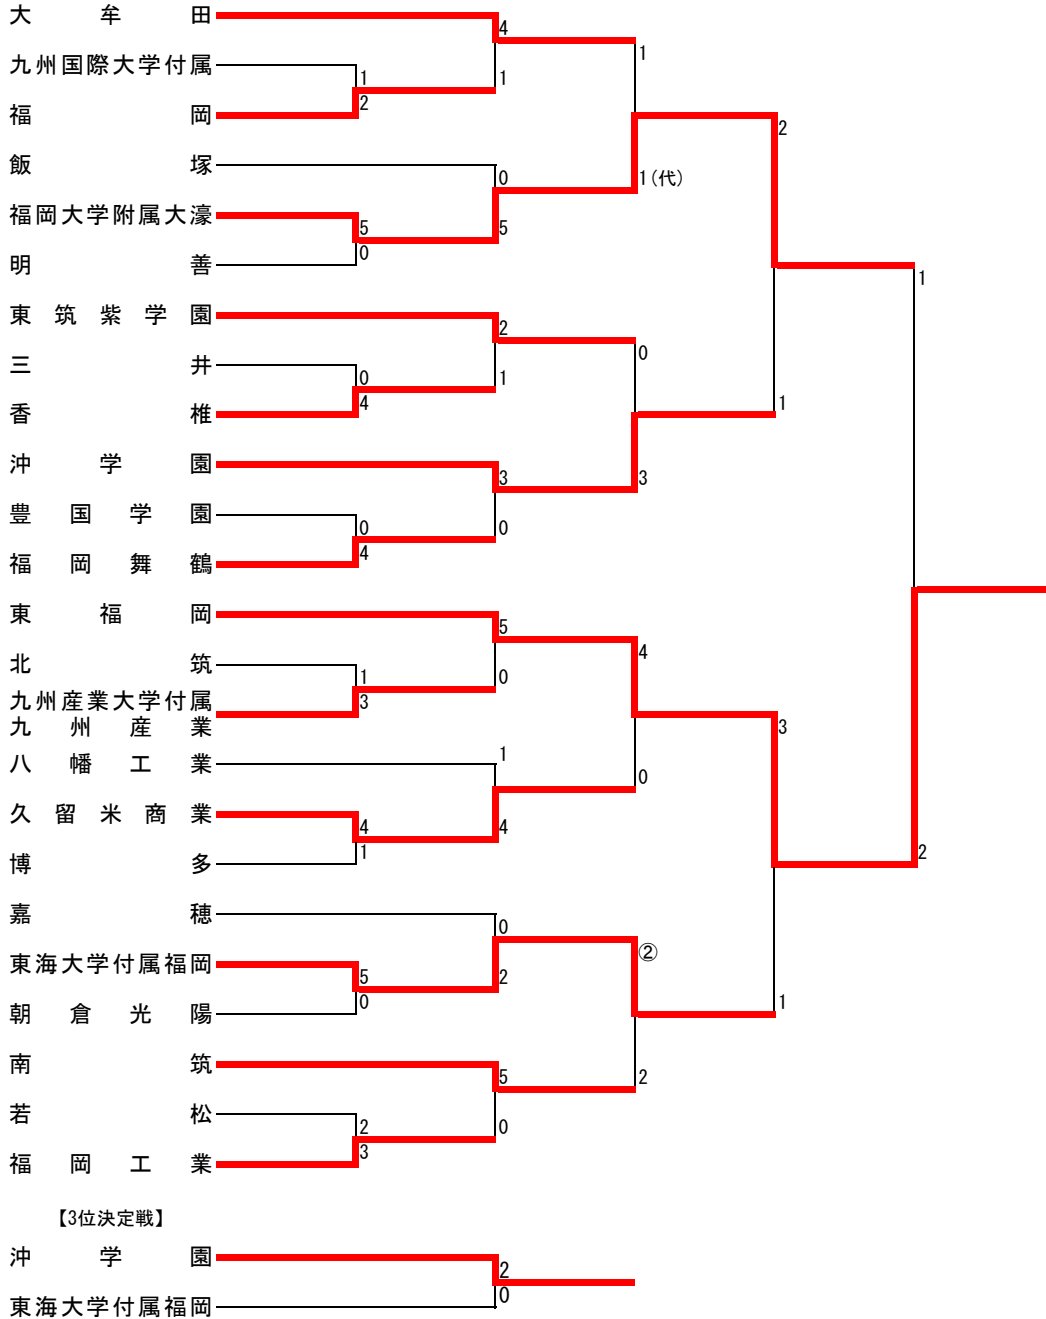 大牟田
4
1
九州国際大学付属
1
1
2
福岡
2
飯塚
0
1(代)
福岡大学附属大濠
5
5
0
明善
1
東筑紫学園
2
0
三井
0
1
香椎
4
1
沖学園
3
3
豊国学園
0
0
福岡舞鶴
4
東福岡
5
4
北筑
1
0
九州産業大学付属
3
九州産業
3
八幡工業
1
0
久留米商業
4
4
1
2
博多
嘉穂
0
②
東海大学付属福岡
5
2
0
1
朝倉光陽
南筑
5
2
若松
2
0
福岡工業
3
【3位決定戦】
沖学園
2
0
東海大学付属福岡